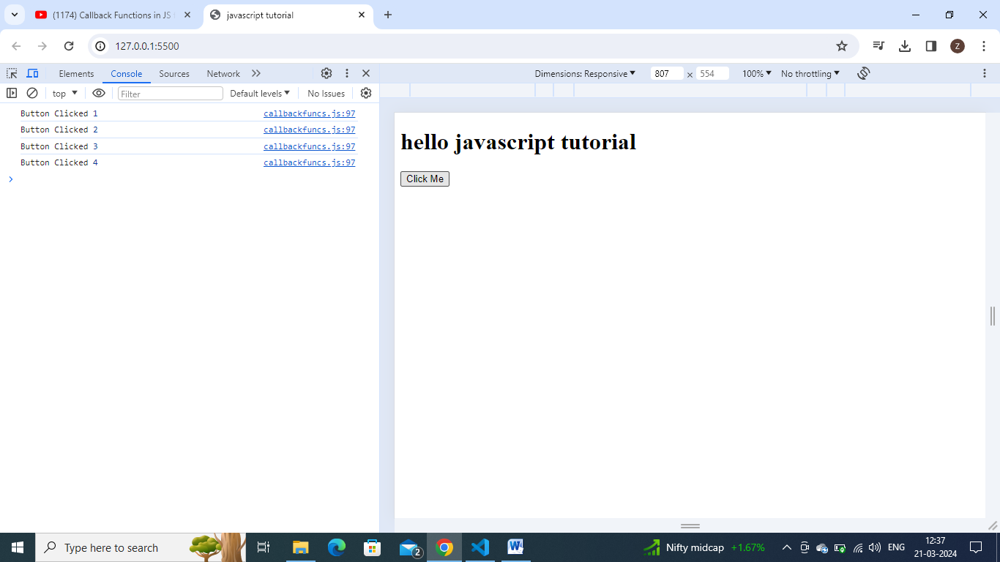 (1174) Callback Functions in JS
javascript tutorial
127.0.0.1:5500
Z
Elements Console Sources Network
Dimensions: Responsive 807 × 554 100% No throttling
top Filter Default levels No Issues
Button Clicked 1 callbackfuncs.js:97
Button Clicked 2 callbackfuncs.js:97
Button Clicked 3 callbackfuncs.js:97
Button Clicked 4 callbackfuncs.js:97
hello javascript tutorial
Click Me
Type here to search
2
W
Nifty midcap +1.67%
ENG
12:37
21-03-2024